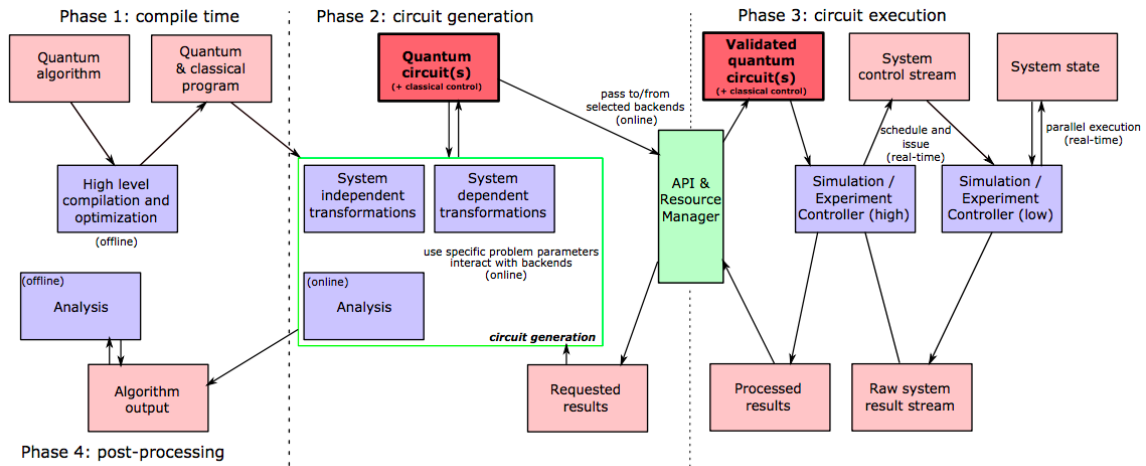 Phase 1: compile time
Quantum
algorithm
Quantum
& classical
program
High level
compilation and
optimization
(offline)
Phase 2: circuit generation
Quantum
circuit(s)
(+ classical control)
pass to/from
selected backends
(online)
System
independent
transformations
System
dependent
transformations
use specific problem parameters
interact with backends
(online)
(online)
Analysis
circuit generation
API &
Resource
Manager
Requested
results
Phase 3: circuit execution
Validated
quantum
circuit(s)
(+ classical control)
System
control stream
System state
schedule and
issue
(real-time)
parallel execution
(real-time)
Simulation /
Experiment
Controller (high)
Simulation /
Experiment
Controller (low)
Processed
results
Raw system
result stream
(offline)
Analysis
Algorithm
output
Phase 4: post-processing